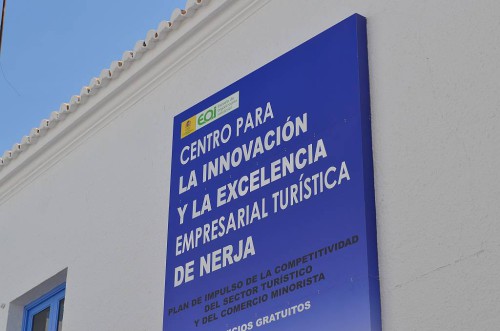 EOI
CENTRO PARA
LA INNOVACIÓN
Y LA EXCELENCIA
EMPRESARIAL TURÍSTICA
DE NERJA
PLAN DE IMPULSO DE LA COMPETITIVIDAD
DEL SECTOR TURÍSTICO
Y DEL COMERCIO MINORISTA
GRATUITOS